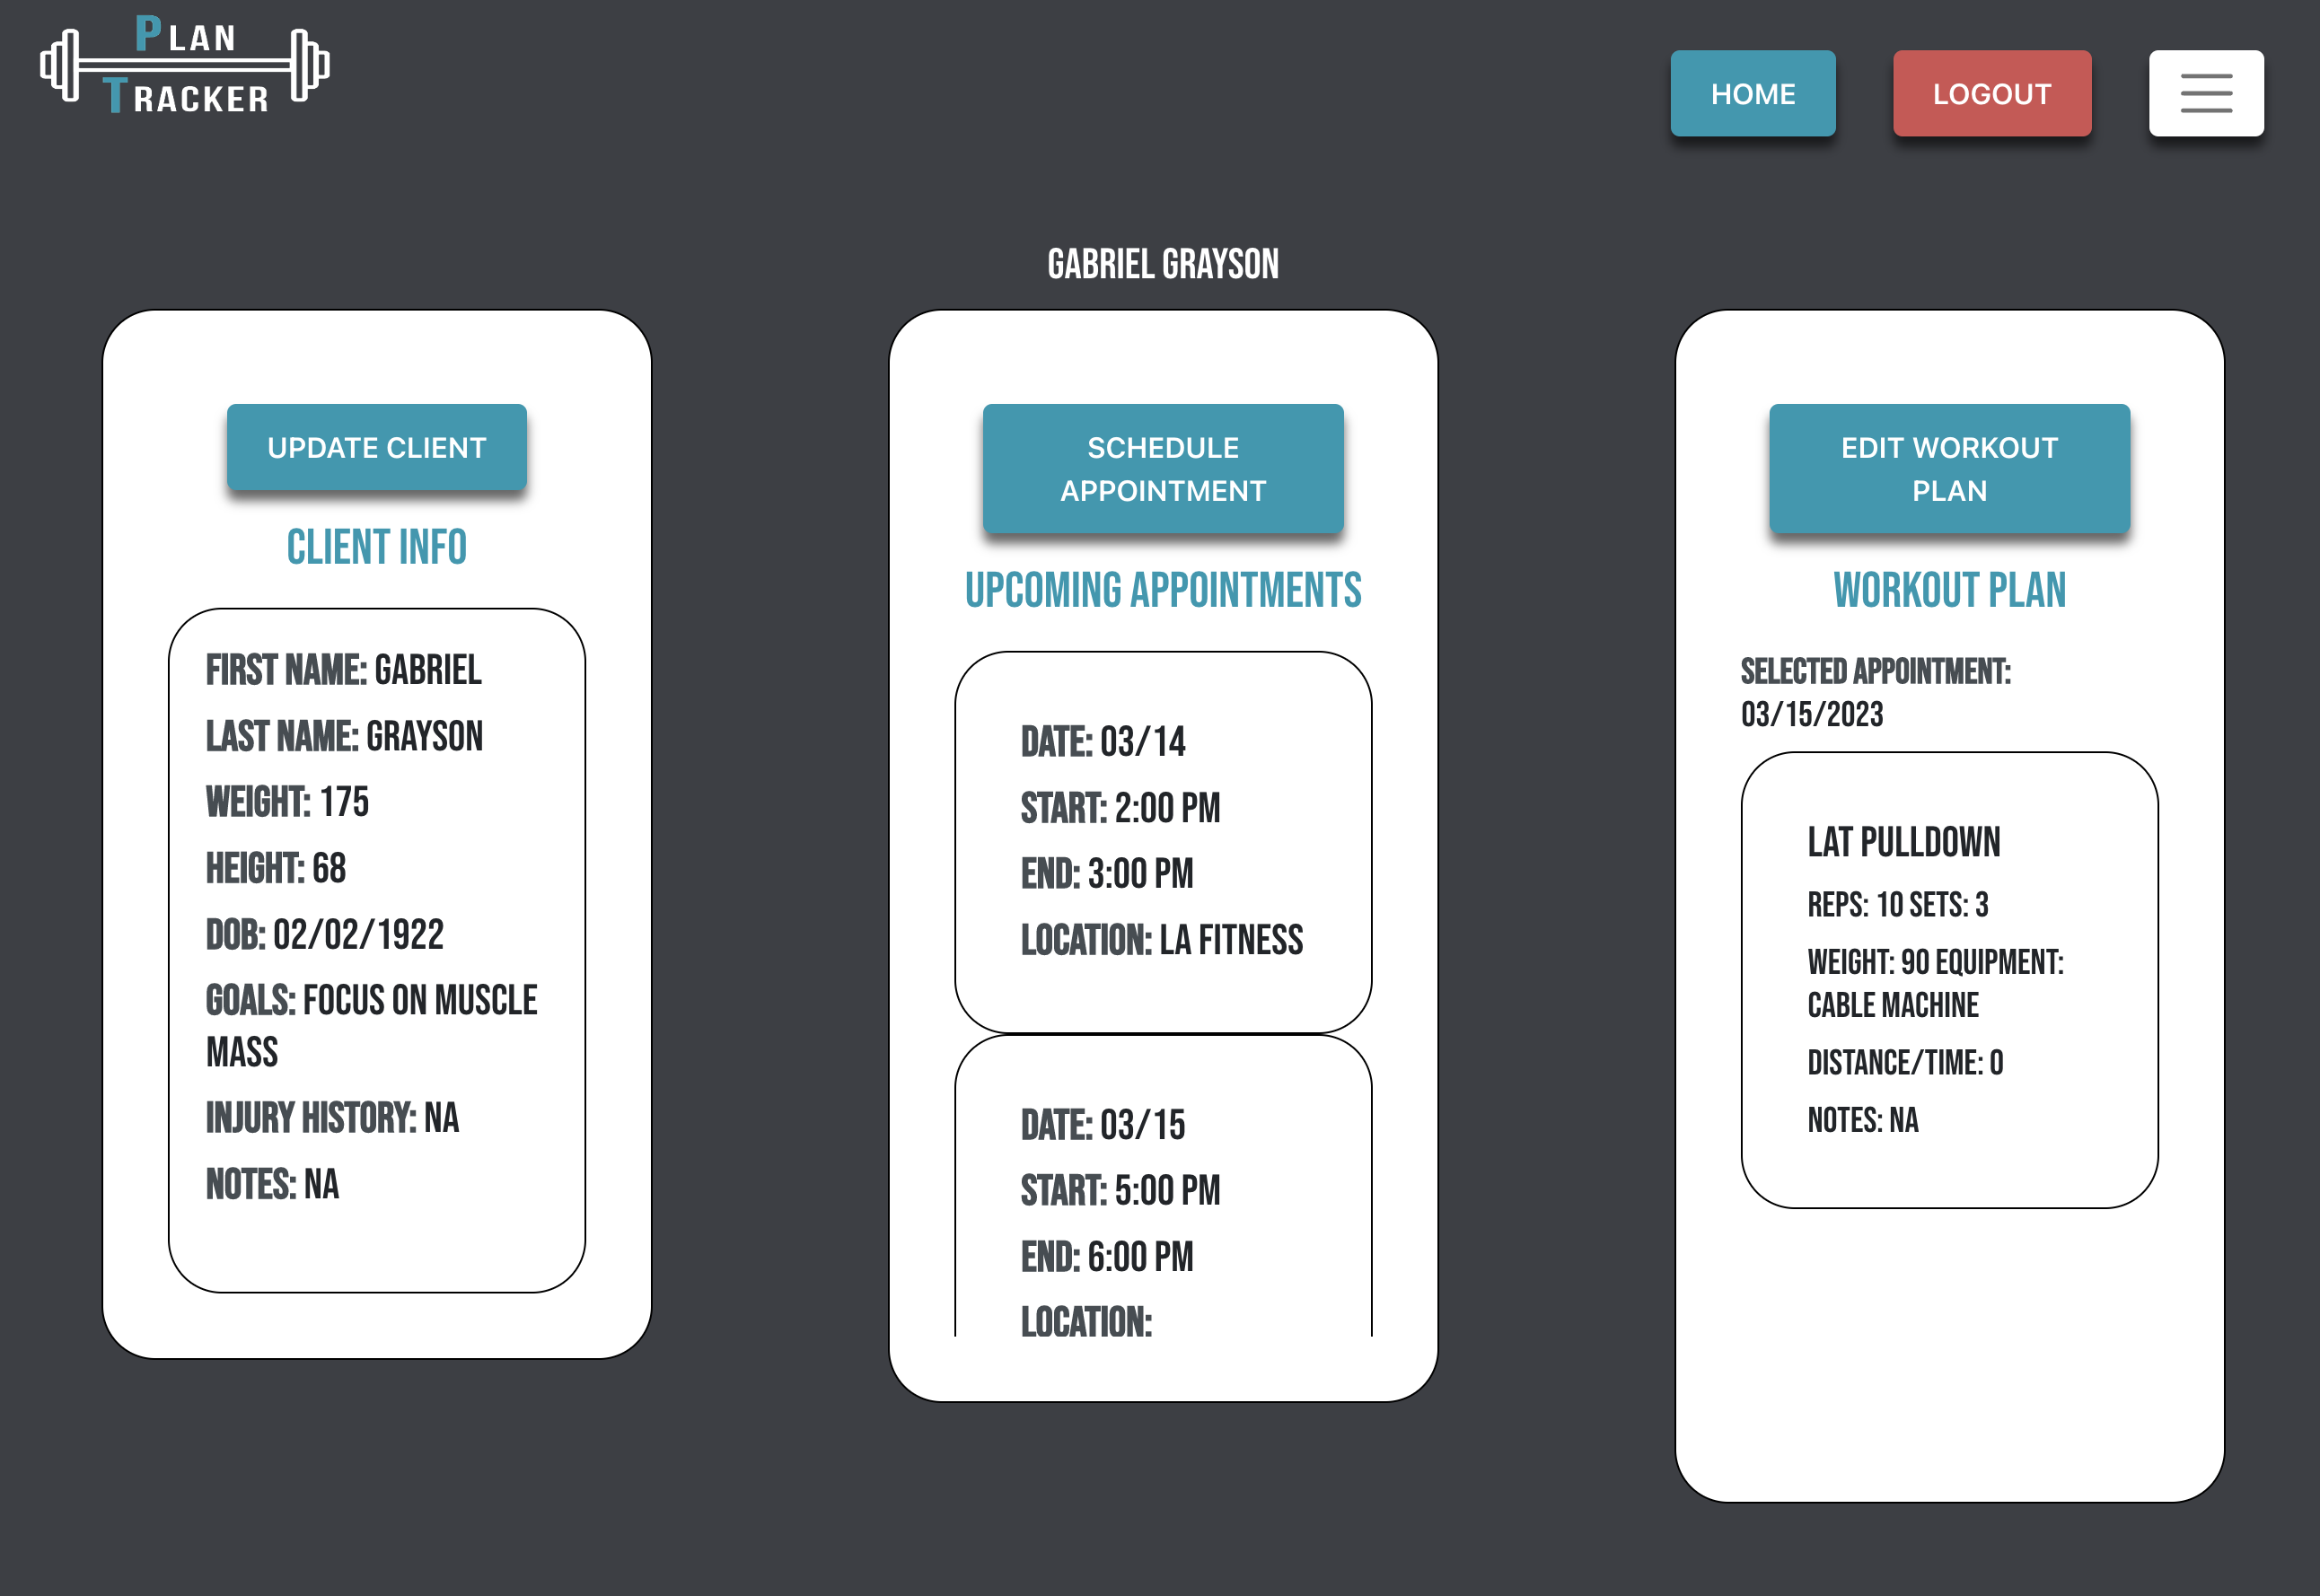 PLAN
TRACKER
HOME
LOGOUT
GABRIEL GRAYSON
UPDATE CLIENT
CLIENT INFO
FIRST NAME: GABRIEL
LAST NAME: GRAYSON
WEIGHT: 175
HEIGHT: 68
DOB: 02/02/1922
GOALS: FOCUS ON MUSCLE
MASS
INJURY HISTORY: NA
NOTES: NA
SCHEDULE
APPOINTMENT
UPCOMING APPOINTMENTS
DATE: 03/14
START: 2:00 PM
END: 3:00 PM
LOCATION: LA FITNESS
DATE: 03/15
START: 5:00 PM
END: 6:00 PM
LOCATION:
EDIT WORKOUT
PLAN
WORKOUT PLAN
SELECTED APPOINTMENT:
03/15/2023
LAT PULLDOWN
REPS: 10 SETS: 3
WEIGHT: 90 EQUIPMENT:
CABLE MACHINE
DISTANCE/TIME: 0
NOTES: NA